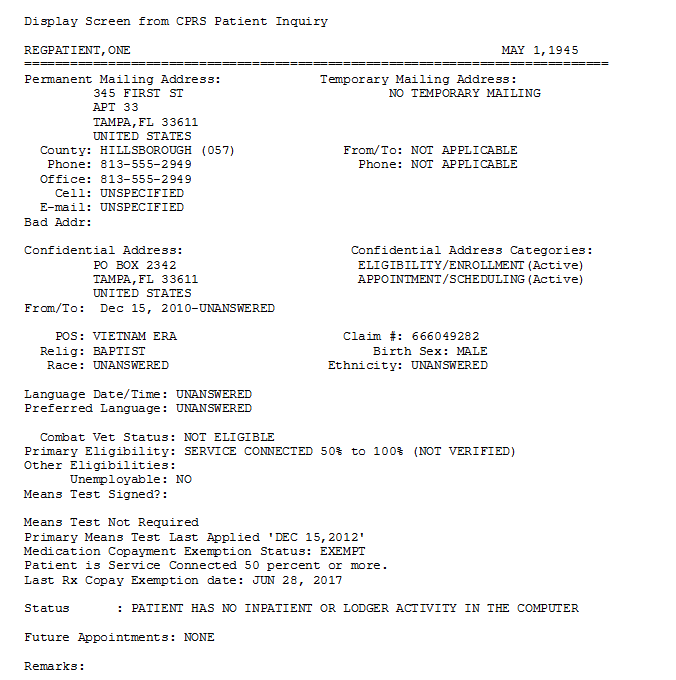 Display Screen from CPRS Patient Inquiry
REGPATIENT,ONE MAY 1,1945
==============================================================================
Permanent Mailing Address: Temporary Mailing Address:
345 FIRST ST NO TEMPORARY MAILING
APT 33
TAMPA,FL 33611
UNITED STATES
County: HILLSBOROUGH (057) From/To: NOT APPLICABLE
Phone: 813-555-2949 Phone: NOT APPLICABLE
Office: 813-555-2949
Cell: UNSPECIFIED
E-mail: UNSPECIFIED
Bad Addr:
Confidential Address: Confidential Address Categories:
PO BOX 2342 ELIGIBILITY/ENROLLMENT(Active)
TAMPA,FL 33611 APPOINTMENT/SCHEDULING(Active)
UNITED STATES
From/To: Dec 15, 2010-UNANSWERED
POS: VIETNAM ERA Claim #: 666049282
Relig: BAPTIST Birth Sex: MALE
Race: UNANSWERED Ethnicity: UNANSWERED
Language Date/Time: UNANSWERED
Preferred Language: UNANSWERED
Combat Vet Status: NOT ELIGIBLE
Primary Eligibility: SERVICE CONNECTED 50% to 100% (NOT VERIFIED)
Other Eligibilities:
Unemployable: NO
Means Test Signed?:
Means Test Not Required
Primary Means Test Last Applied 'DEC 15,2012'
Medication Copayment Exemption Status: EXEMPT
Patient is Service Connected 50 percent or more.
Last Rx Copay Exemption date: JUN 28, 2017
Status : PATIENT HAS NO INPATIENT OR LODGER ACTIVITY IN THE COMPUTER
Future Appointments: NONE
Remarks: